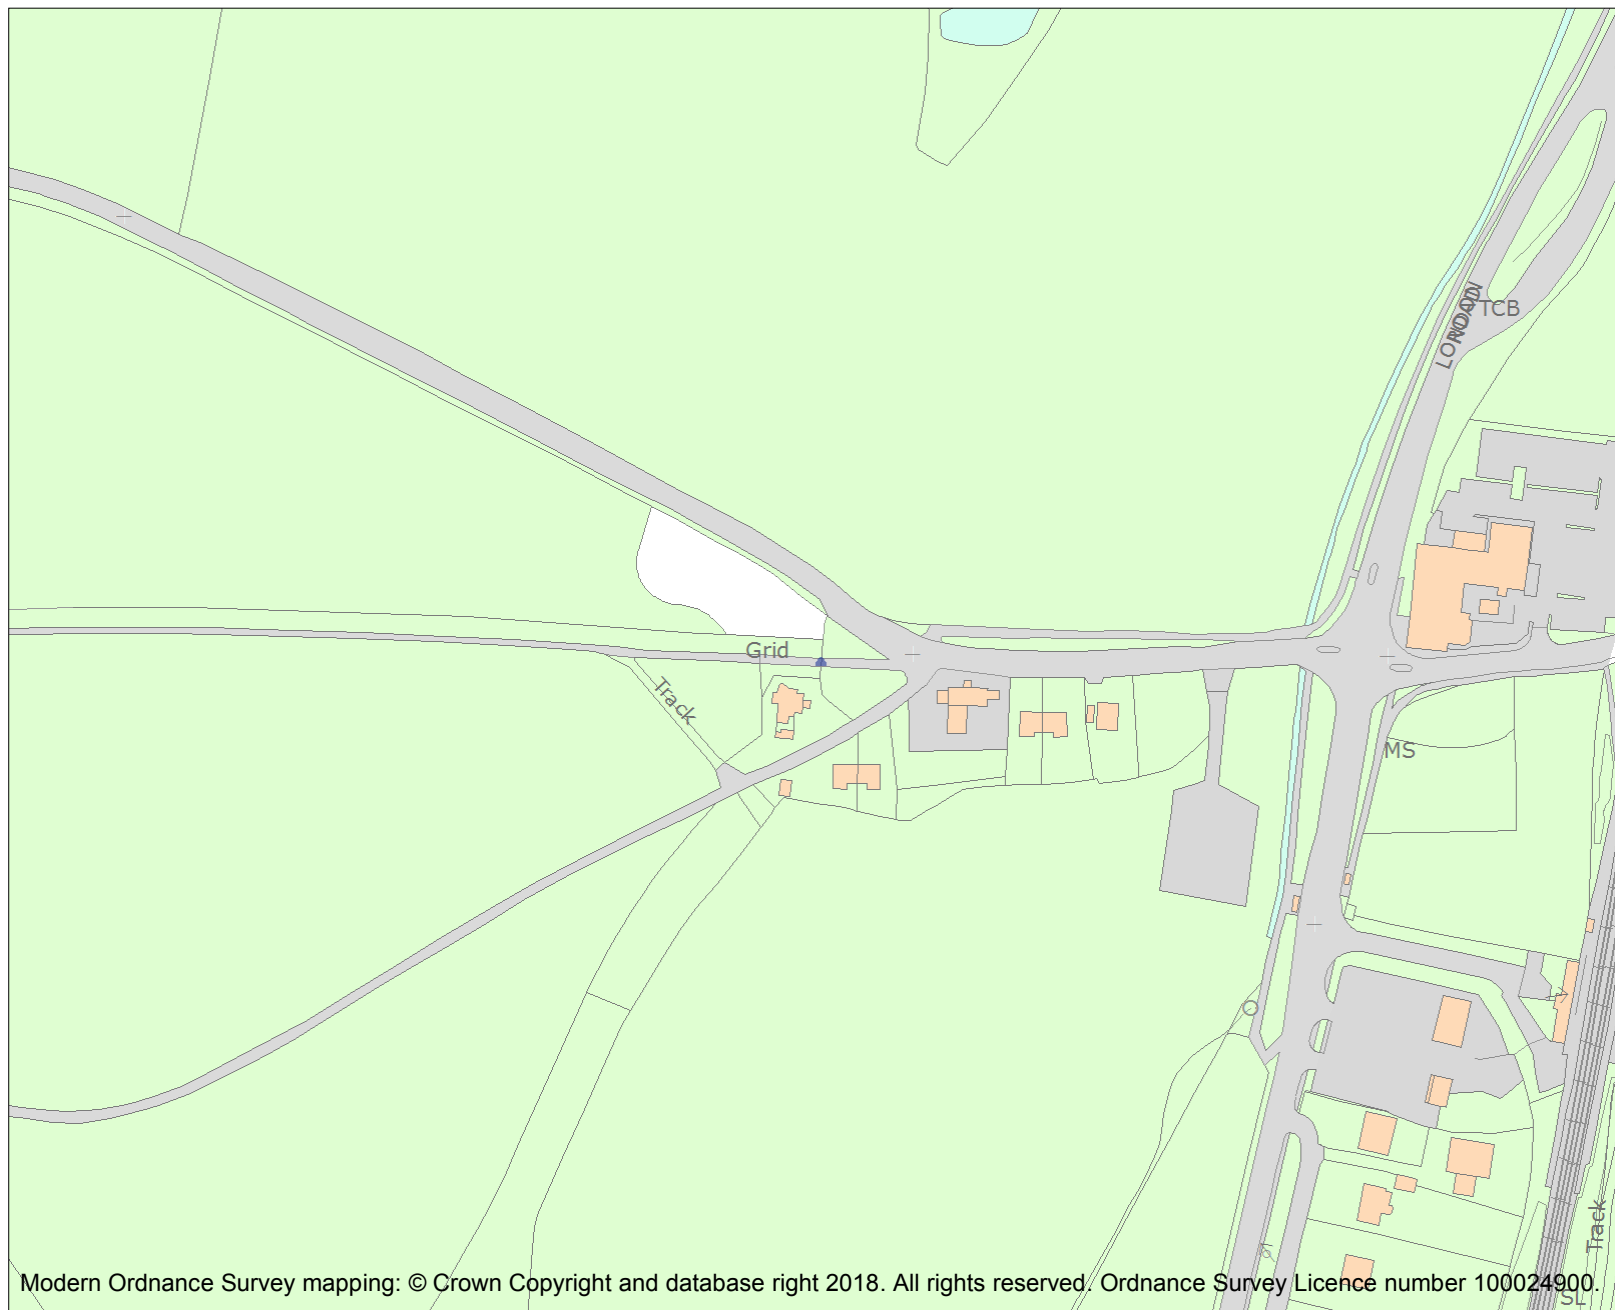 LONDON
ROAD
TCB
Grid
Track
MS
Track
Modern Ordnance Survey mapping: © Crown Copyright and database right 2018. All rights reserved. Ordnance Survey Licence number 100024900.
SL